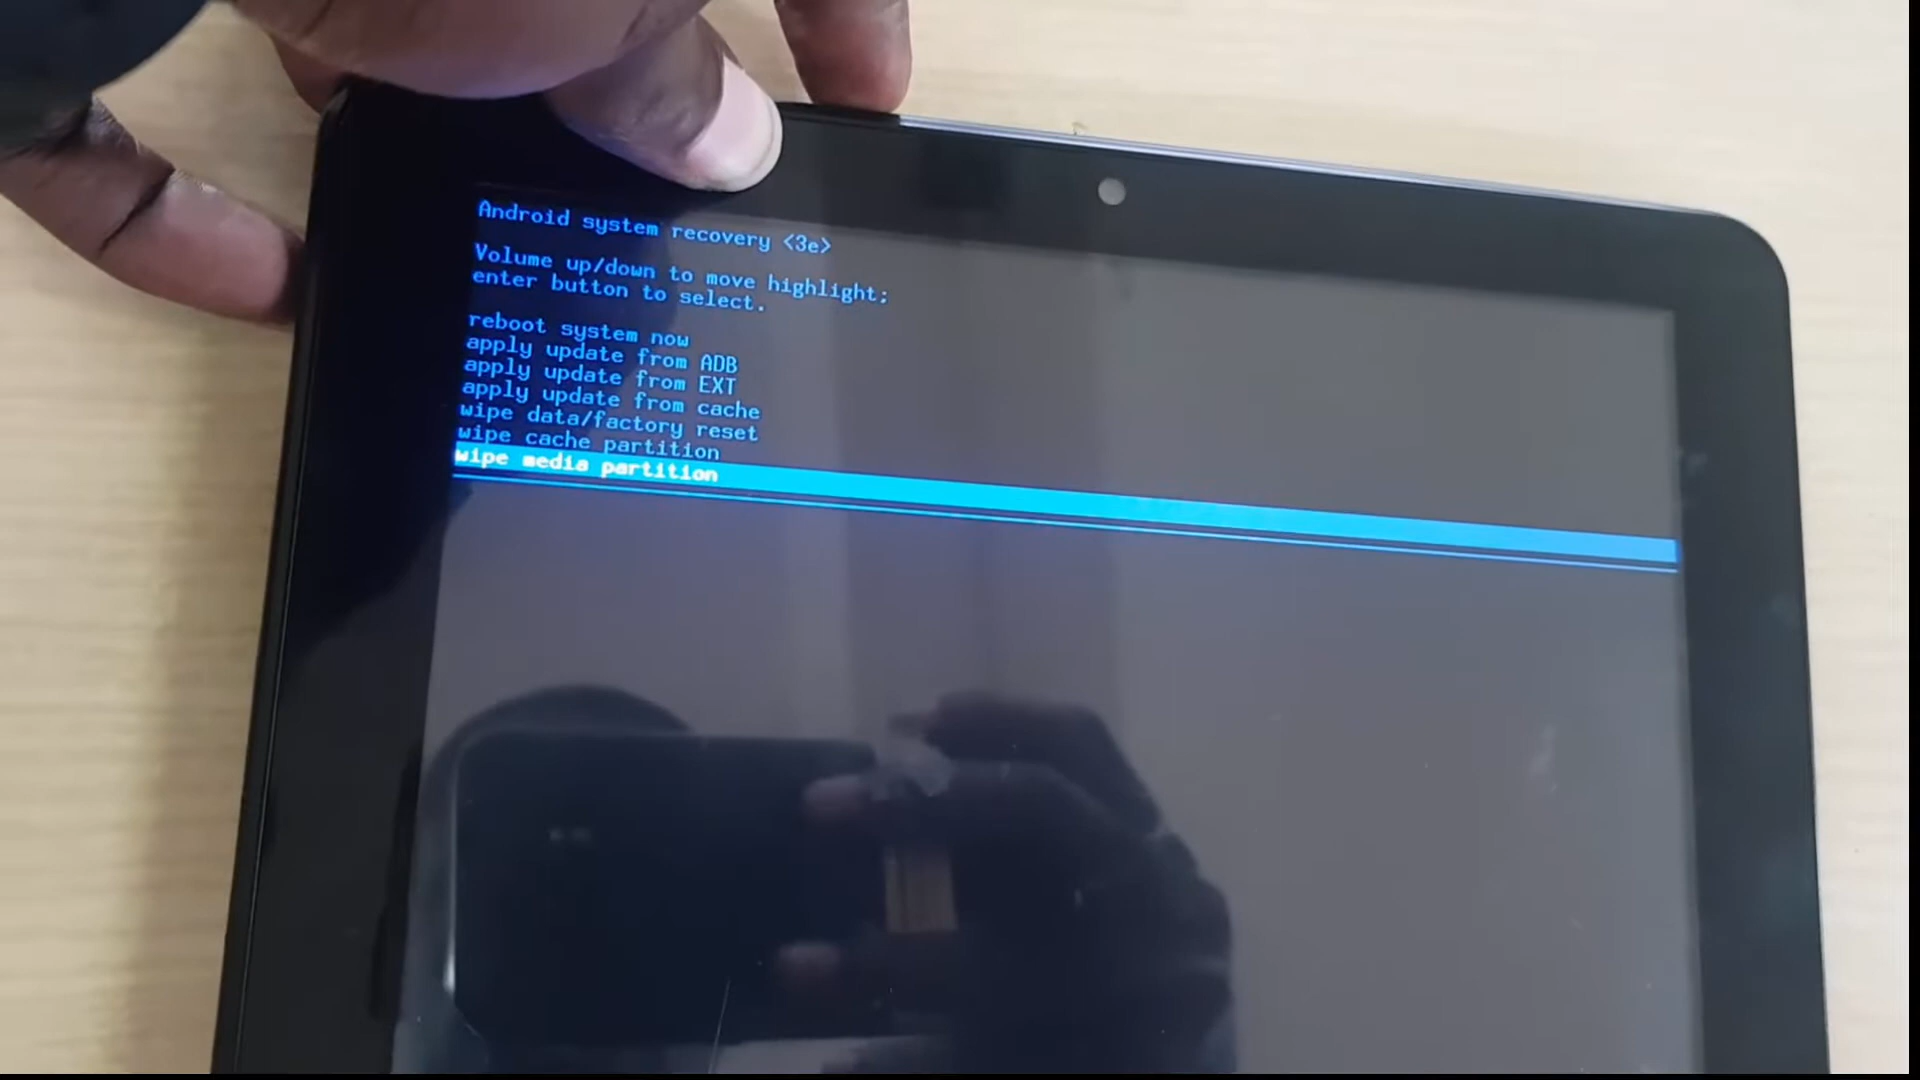 Android system recovery <3e>
Volume up/down to move highlight;
enter button to select.
reboot system now
apply update from ADB
apply update from EXT
apply update from cache
wipe data/factory reset
wipe cache partition
wipe media partition